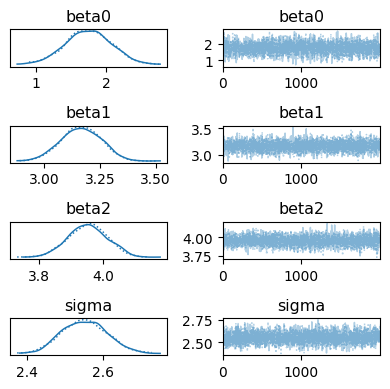 beta0 beta0
2
1
1 2 0 1000
beta1 beta1
3.5
3.0
3.00 3.25 3.50 0 1000
beta2 beta2
4.00
3.75
3.8 4.0 0 1000
sigma sigma
2.75
2.50
2.4 2.6 0 1000